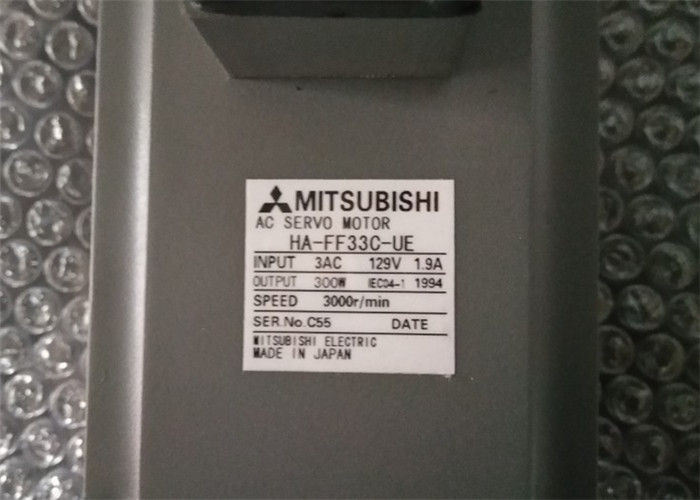 MITSUBISHI
AC SERVO MOTOR
HA-FF33C-UE
INPUT 3AC 129V 1.9A
OUTPUT 300W IEC04-1 1994
SPEED 3000r/min
SER.No.C55 DATE
MITSUBISHI ELECTRIC
MADE IN JAPAN